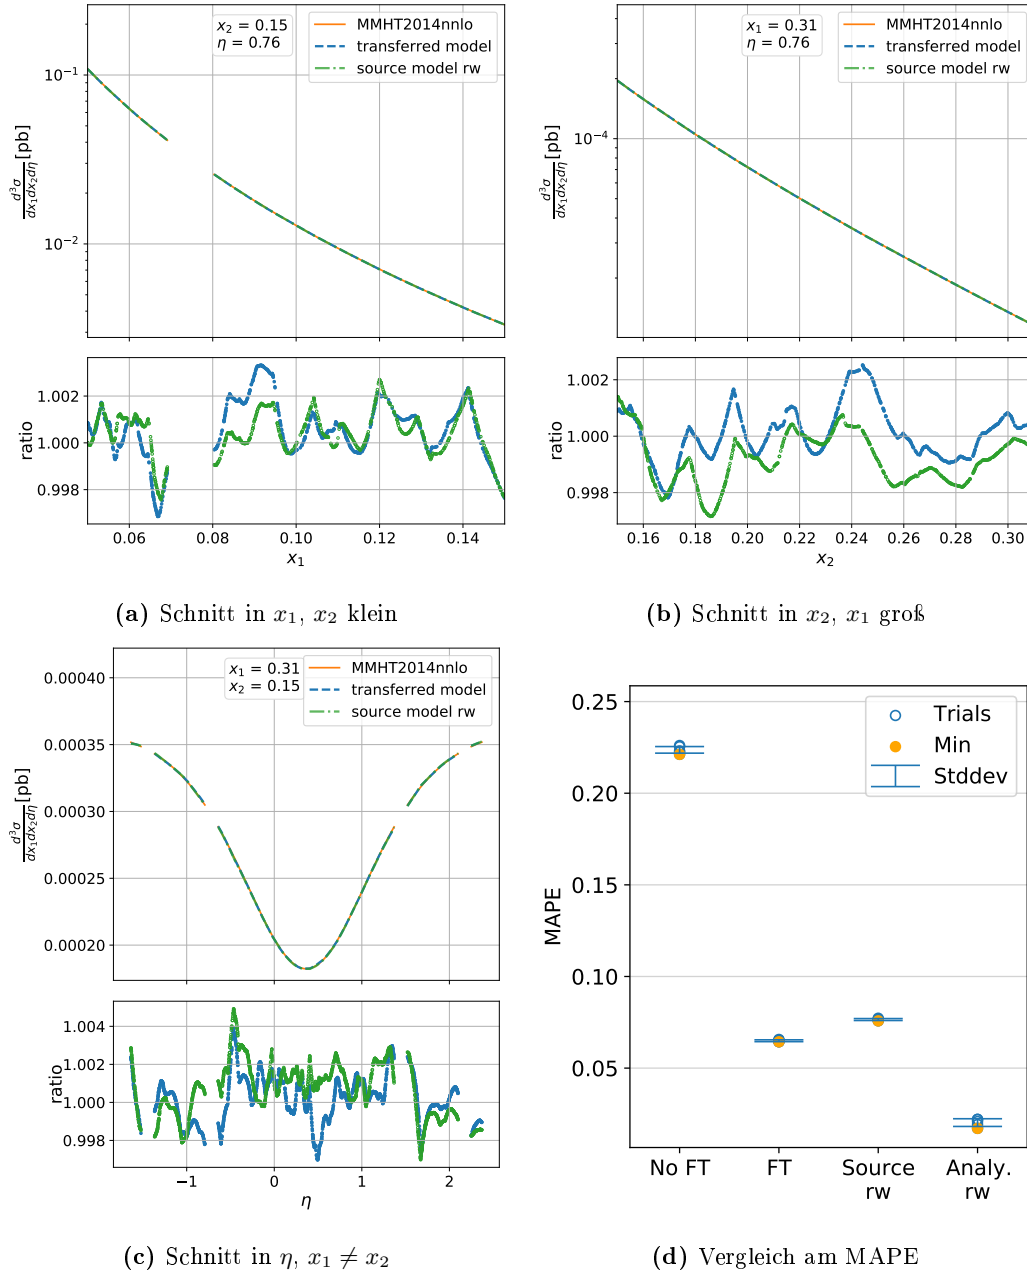 x₂ = 0.15
η = 0.76
MMHT2014nnlo
transferred model
source model rw
10⁻¹
10⁻²
d³σ/dx₁dx₂dη [pb]
1.002
1.000
0.998
ratio
0.06 0.08 0.10 0.12 0.14
x₁
(a) Schnitt in x₁, x₂ klein
x₁ = 0.31
η = 0.76
MMHT2014nnlo
transferred model
source model rw
10⁻⁴
d³σ/dx₁dx₂dη [pb]
1.002
1.000
0.998
ratio
0.16 0.18 0.20 0.22 0.24 0.26 0.28 0.30
x₂
(b) Schnitt in x₂, x₁ groß
x₁ = 0.31
x₂ = 0.15
MMHT2014nnlo
transferred model
source model rw
0.00040
0.00035
0.00030
0.00025
0.00020
d³σ/dx₁dx₂dη [pb]
1.004
1.002
1.000
0.998
ratio
−1 0 1 2
η
(c) Schnitt in η, x₁ ≠ x₂
Trials
Min
Stddev
0.25
0.20
0.15
0.10
0.05
MAPE
No FT FT Source rw Analy. rw
(d) Vergleich am MAPE